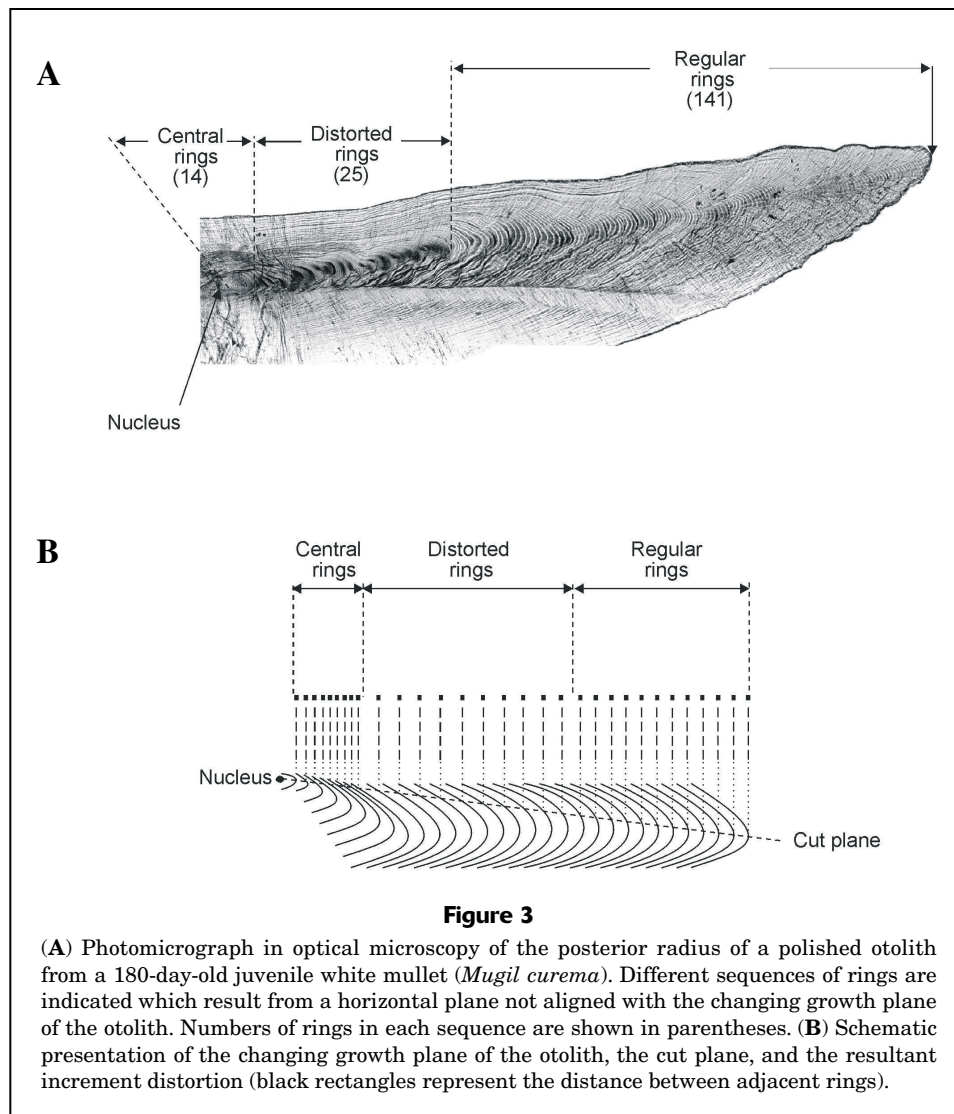 A
Regular
rings
(141)
Central
rings
(14)
Distorted
rings
(25)
Nucleus
B
Central
rings
Distorted
rings
Regular
rings
Nucleus
Cut plane
Figure 3
(A) Photomicrograph in optical microscopy of the posterior radius of a polished otolith
from a 180-day-old juvenile white mullet (Mugil curema). Different sequences of rings are
indicated which result from a horizontal plane not aligned with the changing growth plane
of the otolith. Numbers of rings in each sequence are shown in parentheses. (B) Schematic
presentation of the changing growth plane of the otolith, the cut plane, and the resultant
increment distortion (black rectangles represent the distance between adjacent rings).